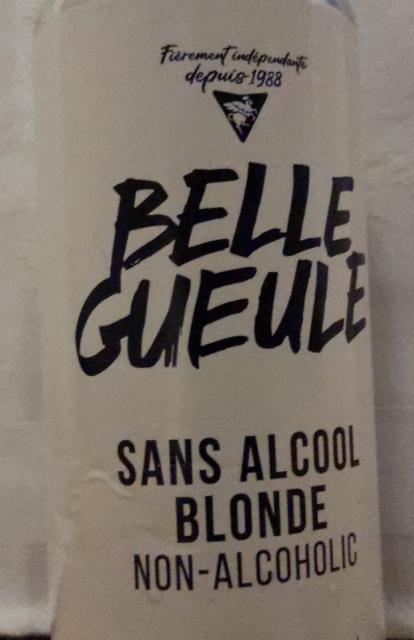 Fièrement indépendante
depuis 1988
BELLE
GUEULE
SANS ALCOOL
BLONDE
NON-ALCOHOLIC